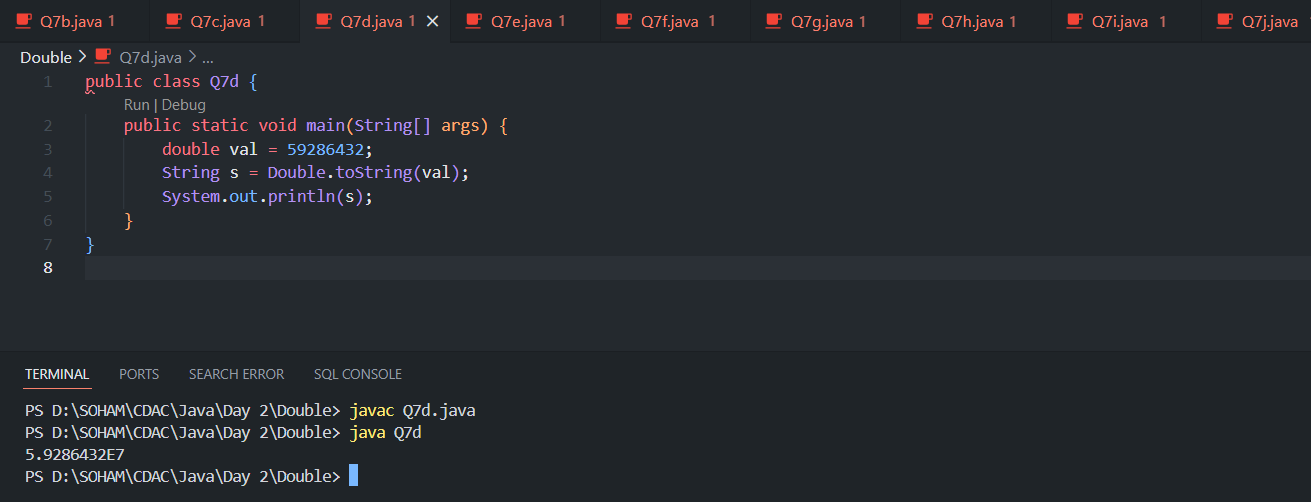 Q7b.java 1 Q7c.java 1 Q7d.java 1 Q7e.java 1 Q7f.java 1 Q7g.java 1 Q7h.java 1 Q7i.java 1 Q7j.java
Double > Q7d.java > ...
1 public class Q7d {
Run | Debug
2 public static void main(String[] args) {
3 double val = 59286432;
4 String s = Double.toString(val);
5 System.out.println(s);
6 }
7 }
8
TERMINAL PORTS SEARCH ERROR SQL CONSOLE
PS D:\SOHAM\CDAC\Java\Day 2\Double> javac Q7d.java
PS D:\SOHAM\CDAC\Java\Day 2\Double> java Q7d
5.9286432E7
PS D:\SOHAM\CDAC\Java\Day 2\Double>